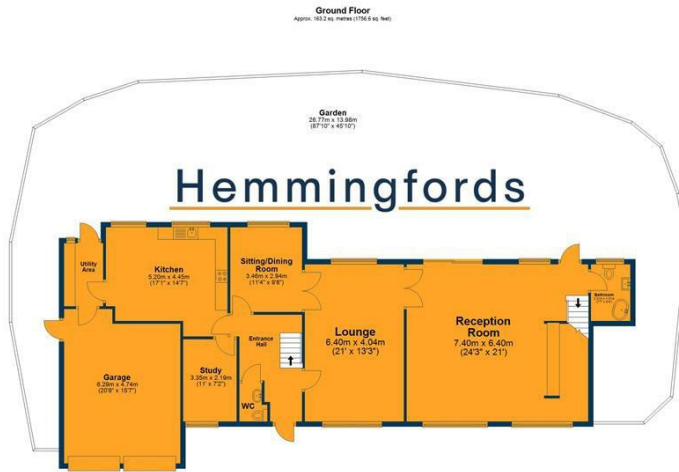 Ground Floor
Approx. 163.2 sq. metres (1756.6 sq. feet)
Garden
26.77m x 13.98m
(87'10" x 45'10")
Hemmingfords
Utility
Area
Kitchen
5.20m x 4.45m
(17'1" x 14'7")
Sitting/Dining
Room
3.46m x 2.94m
(11'4" x 9'8")
Bathroom
Entrance
Hall
Lounge
6.40m x 4.04m
(21' x 13'3")
Reception
Room
7.40m x 6.40m
(24'3" x 21')
Garage
6.29m x 4.74m
(20'8" x 15'7")
Study
3.35m x 2.19m
(11' x 7'2")
WC